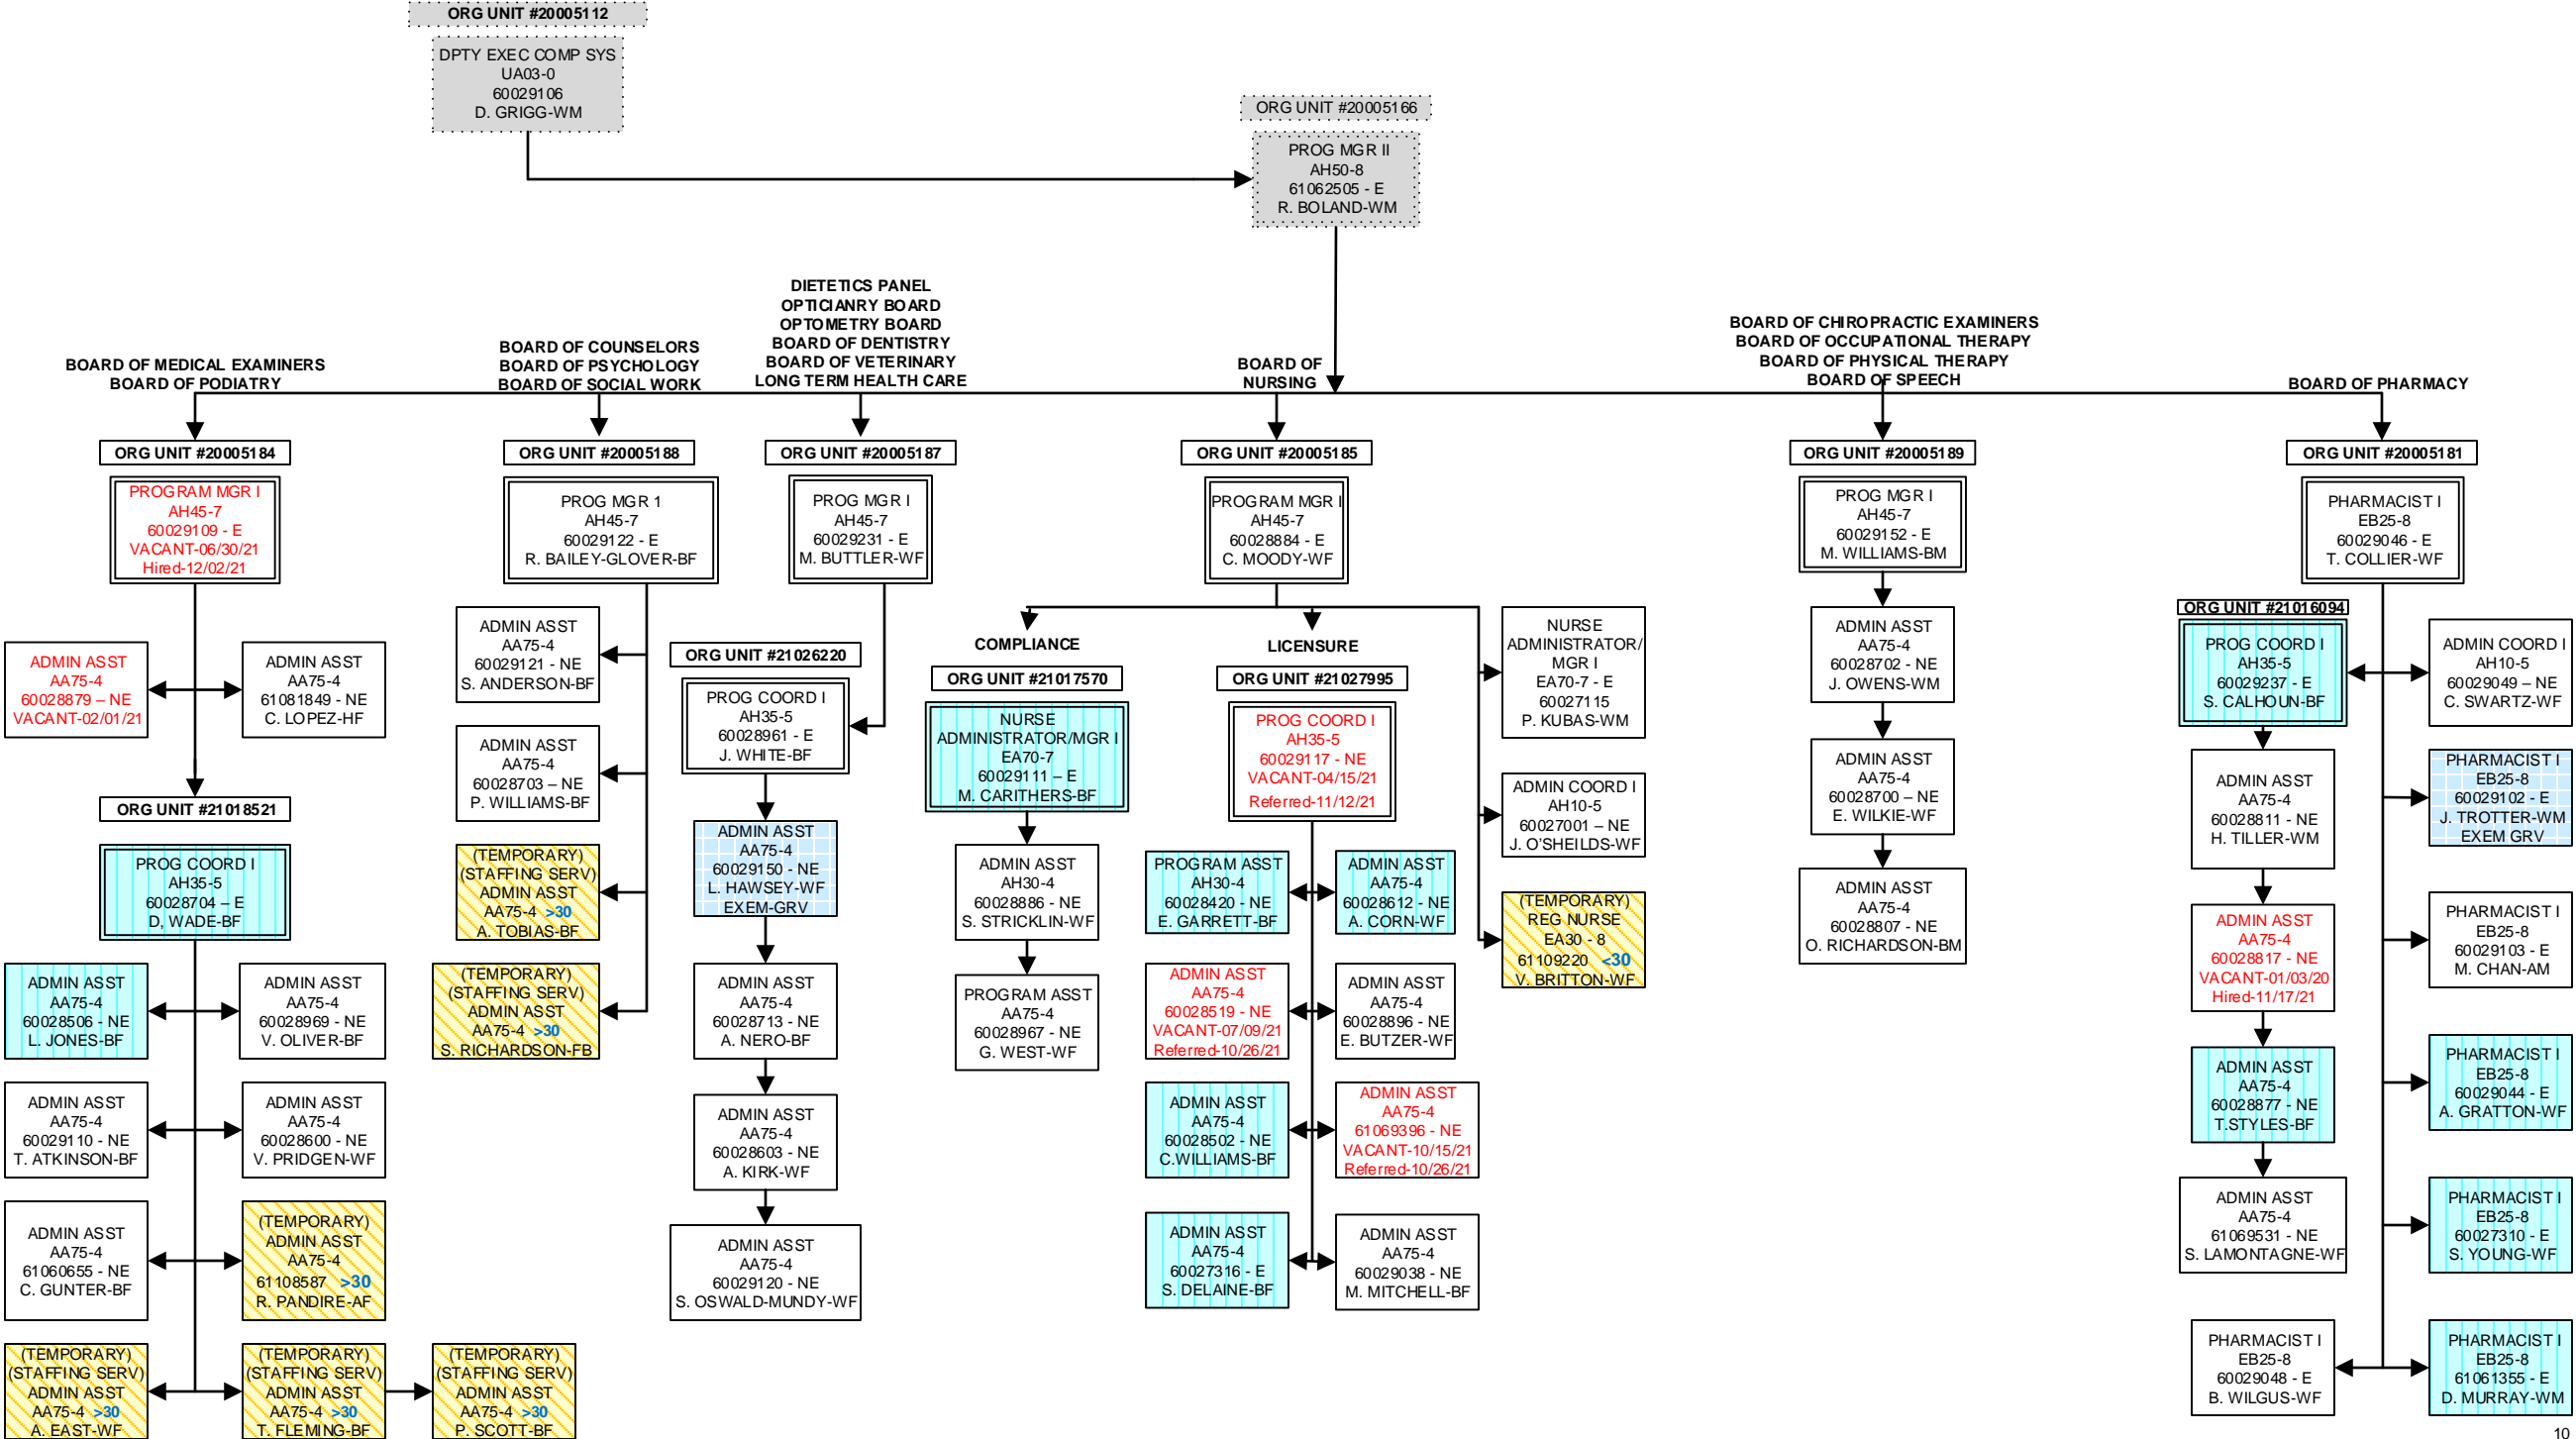 ORG UNIT #20005112
DPTY EXEC COMP SYS
UA03-0
60029106
D. GRIGG-WM
ORG UNIT #20005166
PROG MGR II
AH50-8
61062505 - E
R. BOLAND-WM
BOARD OF MEDICAL EXAMINERS
BOARD OF PODIATRY
BOARD OF COUNSELORS
BOARD OF PSYCHOLOGY
BOARD OF SOCIAL WORK
DIETETICS PANEL
OPTICIANRY BOARD
OPTOMETRY BOARD
BOARD OF DENTISTRY
BOARD OF VETERINARY
LONG TERM HEALTH CARE
BOARD OF
NURSING
BOARD OF CHIROPRACTIC EXAMINERS
BOARD OF OCCUPATIONAL THERAPY
BOARD OF PHYSICAL THERAPY
BOARD OF SPEECH
BOARD OF PHARMACY
ORG UNIT #20005184
PROGRAM MGR I
AH45-7
60029109 - E
VACANT-06/30/21
Hired-12/02/21
ADMIN ASST
AA75-4
60028879 – NE
VACANT-02/01/21
ADMIN ASST
AA75-4
61081849 – NE
C. LOPEZ-HF
ORG UNIT #21018521
PROG COORD I
AH35-5
60028704 – E
D, WADE-BF
ADMIN ASST
AA75-4
60028506 - NE
L. JONES-BF
ADMIN ASST
AA75-4
60028969 - NE
V. OLIVER-BF
ADMIN ASST
AA75-4
60029110 - NE
T. ATKINSON-BF
ADMIN ASST
AA75-4
60028600 - NE
V. PRIDGEN-WF
ADMIN ASST
AA75-4
61060655 – NE
C. GUNTER-BF
(TEMPORARY)
ADMIN ASST
AA75-4
61108587 >30
R. PANDIRE-AF
(TEMPORARY)
(STAFFING SERV)
ADMIN ASST
AA75-4 >30
A. EAST-WF
(TEMPORARY)
(STAFFING SERV)
ADMIN ASST
AA75-4 >30
T. FLEMING-BF
(TEMPORARY)
(STAFFING SERV)
ADMIN ASST
AA75-4 >30
P. SCOTT-BF
ORG UNIT #20005188
PROG MGR 1
AH45-7
60029122 - E
R. BAILEY-GLOVER-BF
ADMIN ASST
AA75-4
60029121 - NE
S. ANDERSON-BF
ADMIN ASST
AA75-4
60028703 – NE
P. WILLIAMS-BF
(TEMPORARY)
(STAFFING SERV)
ADMIN ASST
AA75-4 >30
A. TOBIAS-BF
(TEMPORARY)
(STAFFING SERV)
ADMIN ASST
AA75-4 >30
S. RICHARDSON-FB
ORG UNIT #20005187
PROG MGR I
AH45-7
60029231 - E
M. BUTTLER-WF
ORG UNIT #21026220
PROG COORD I
AH35-5
60028961 - E
J. WHITE-BF
ADMIN ASST
AA75-4
60029150 - NE
L. HAWSEY-WF
EXEM-GRV
ADMIN ASST
AA75-4
60028713 - NE
A. NERO-BF
ADMIN ASST
AA75-4
60028603 - NE
A. KIRK-WF
ADMIN ASST
AA75-4
60029120 - NE
S. OSWALD-MUNDY-WF
ORG UNIT #20005185
PROGRAM MGR I
AH45-7
60028884 - E
C. MOODY-WF
COMPLIANCE
ORG UNIT #21017570
NURSE
ADMINISTRATOR/MGR I
EA70-7
60029111 – E
M. CARITHERS-BF
ADMIN ASST
AH30-4
60028886 - NE
S. STRICKLIN-WF
PROGRAM ASST
AA75-4
60028967 - NE
G. WEST-WF
LICENSURE
ORG UNIT #21027995
PROG COORD I
AH35-5
60029117 - NE
VACANT-04/15/21
Referred-11/12/21
PROGRAM ASST
AH30-4
60028420 - NE
E. GARRETT-BF
ADMIN ASST
AA75-4
60028612 - NE
A. CORN-WF
ADMIN ASST
AA75-4
60028519 - NE
VACANT-07/09/21
Referred-10/26/21
ADMIN ASST
AA75-4
60028896 - NE
E. BUTZER-WF
ADMIN ASST
AA75-4
60028502 - NE
C.WILLIAMS-BF
ADMIN ASST
AA75-4
61069396 - NE
VACANT-10/15/21
Referred-10/26/21
ADMIN ASST
AA75-4
60027316 - E
S. DELAINE-BF
ADMIN ASST
AA75-4
60029038 - NE
M. MITCHELL-BF
NURSE
ADMINISTRATOR/
MGR I
EA70-7 - E
60027115
P. KUBAS-WM
ADMIN COORD I
AH10-5
60027001 – NE
J. O'SHEILDS-WF
(TEMPORARY)
REG NURSE
EA30 - 8
61109220 <30
V. BRITTON-WF
ORG UNIT #20005189
PROG MGR I
AH45-7
60029152 - E
M. WILLIAMS-BM
ADMIN ASST
AA75-4
60028702 - NE
J. OWENS-WM
ADMIN ASST
AA75-4
60028700 – NE
E. WILKIE-WF
ADMIN ASST
AA75-4
60028807 - NE
O. RICHARDSON-BM
ORG UNIT #20005181
PHARMACIST I
EB25-8
60029046 - E
T. COLLIER-WF
ORG UNIT #21016094
PROG COORD I
AH35-5
60029237 - E
S. CALHOUN-BF
ADMIN COORD I
AH10-5
60029049 – NE
C. SWARTZ-WF
ADMIN ASST
AA75-4
60028811 - NE
H. TILLER-WM
PHARMACIST I
EB25-8
60029102 - E
J. TROTTER-WM
EXEM GRV
ADMIN ASST
AA75-4
60028817 - NE
VACANT-01/03/20
Hired-11/17/21
PHARMACIST I
EB25-8
60029103 - E
M. CHAN-AM
ADMIN ASST
AA75-4
60028877 - NE
T.STYLES-BF
PHARMACIST I
EB25-8
60029044 - E
A. GRATTON-WF
ADMIN ASST
AA75-4
61069531 - NE
S. LAMONTAGNE-WF
PHARMACIST I
EB25-8
60027310 - E
S. YOUNG-WF
PHARMACIST I
EB25-8
60029048 - E
B. WILGUS-WF
PHARMACIST I
EB25-8
61061355 - E
D. MURRAY-WM
10